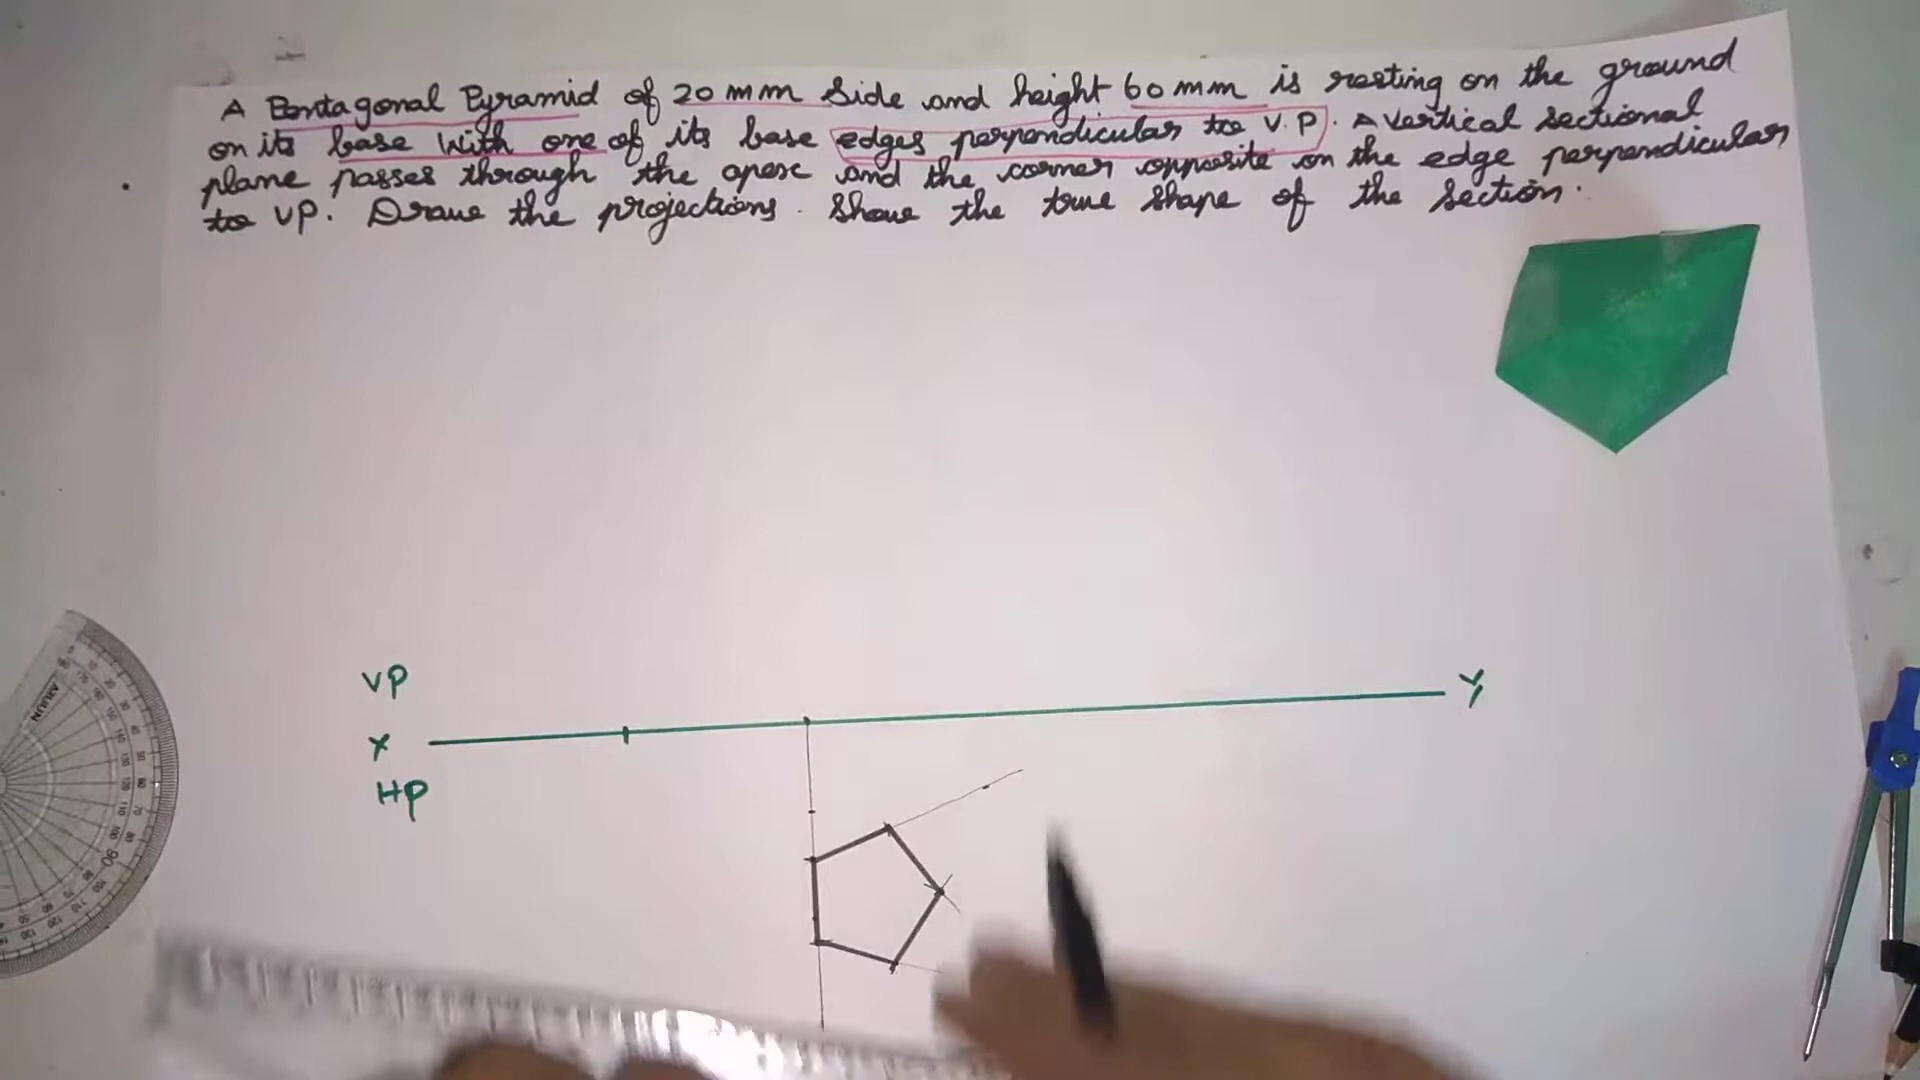 A Pentagonal Pyramid of 20 mm Side and height 60 mm is resting on the ground
on its base with one of its base edges perpendicular to V.P. A vertical sectional
plane passes through the apex and the corner opposite on the edge perpendicular
to VP. Draw the projections. Show the true shape of the section.
VP
X
Y
HP
90